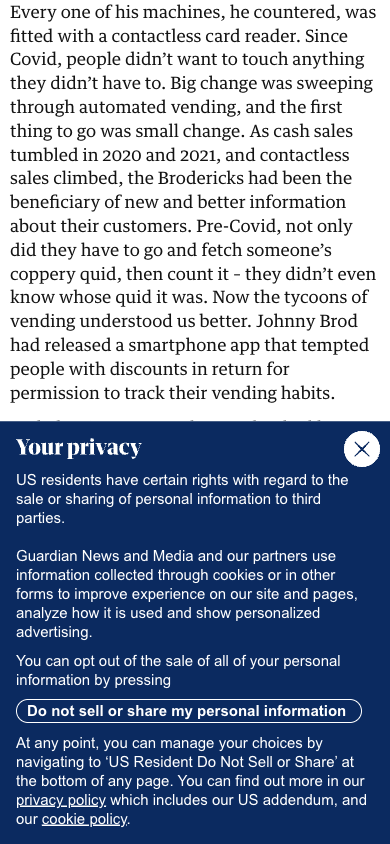 Every one of his machines, he countered, was
fitted with a contactless card reader. Since
Covid, people didn’t want to touch anything
they didn’t have to. Big change was sweeping
through automated vending, and the first
thing to go was small change. As cash sales
tumbled in 2020 and 2021, and contactless
sales climbed, the Brodericks had been the
beneficiary of new and better information
about their customers. Pre-Covid, not only
did they have to go and fetch someone’s
coppery quid, then count it – they didn’t even
know whose quid it was. Now the tycoons of
vending understood us better. Johnny Brod
had released a smartphone app that tempted
people with discounts in return for
permission to track their vending habits.
Your privacy
US residents have certain rights with regard to the
sale or sharing of personal information to third
parties.
Guardian News and Media and our partners use
information collected through cookies or in other
forms to improve experience on our site and pages,
analyze how it is used and show personalized
advertising.
You can opt out of the sale of all of your personal
information by pressing
Do not sell or share my personal information
At any point, you can manage your choices by
navigating to ‘US Resident Do Not Sell or Share’ at
the bottom of any page. You can find out more in our
privacy policy which includes our US addendum, and
our cookie policy.